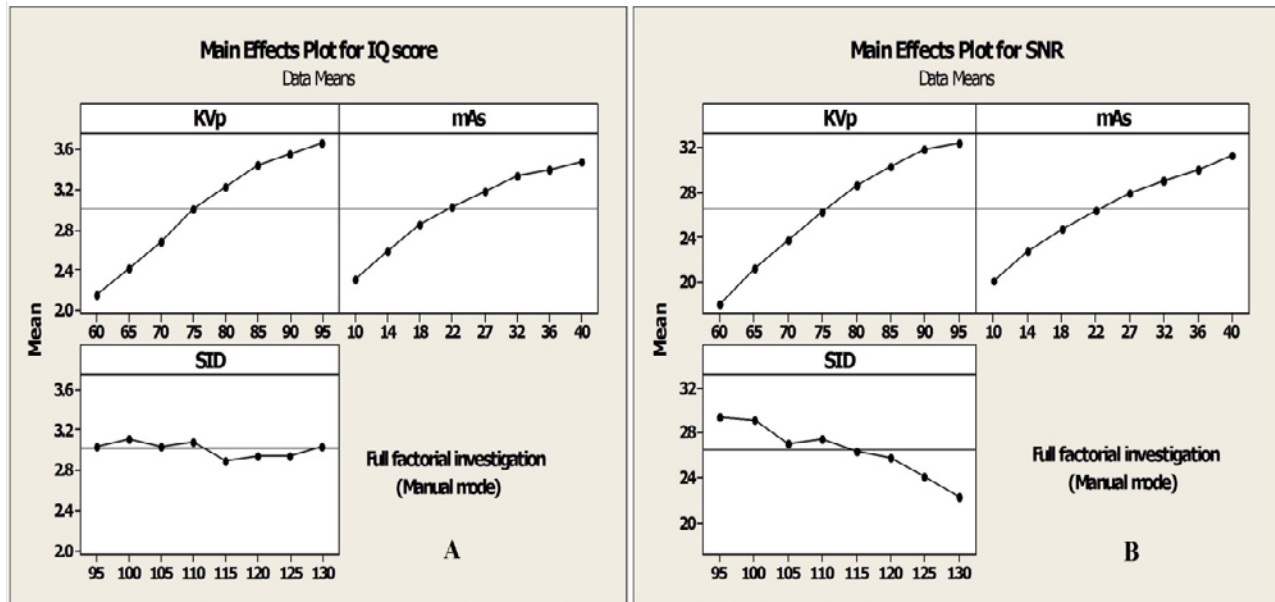 Main Effects Plot for IQ score
Data Means
KVp mAs
3.6
3.2
2.8
2.4
2.0
60 65 70 75 80 85 90 95 10 14 18 22 27 32 36 40
Mean
SID
3.6
3.2
2.8
2.4
2.0
95 100 105 110 115 120 125 130
Full factorial investigation
(Manual mode)
A
Main Effects Plot for SNR
Data Means
KVp mAs
32
28
24
20
60 65 70 75 80 85 90 95 10 14 18 22 27 32 36 40
Mean
SID
32
28
24
20
95 100 105 110 115 120 125 130
Full factorial investigation
(Manual mode)
B